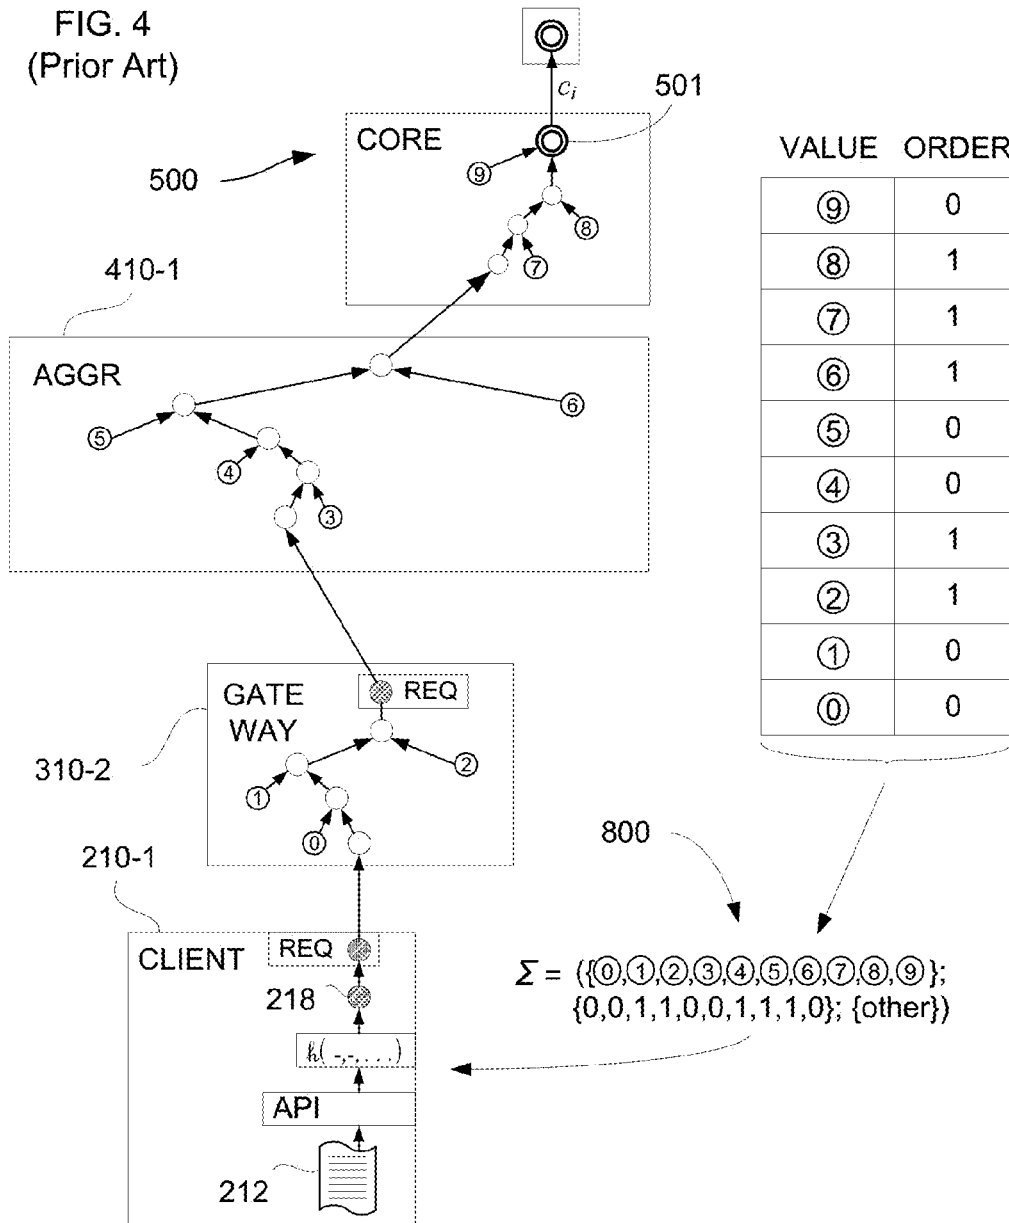 FIG. 4
(Prior Art)
501
c_i
CORE
VALUE ORDER
500
⑨
⑧
⑦
⑨ 0
⑧ 1
⑦ 1
⑥ 1
⑤ 0
④ 0
③ 1
② 1
① 0
⓪ 0
410-1
AGGR
⑥
⑤
④
③
GATE
WAY
REQ
310-2
②
①
⓪
800
210-1
CLIENT
REQ
218
Σ = ({⓪,①,②,③,④,⑤,⑥,⑦,⑧,⑨};
{0,0,1,1,0,0,1,1,1,0}; {other})
h( -,-, . . . )
API
212